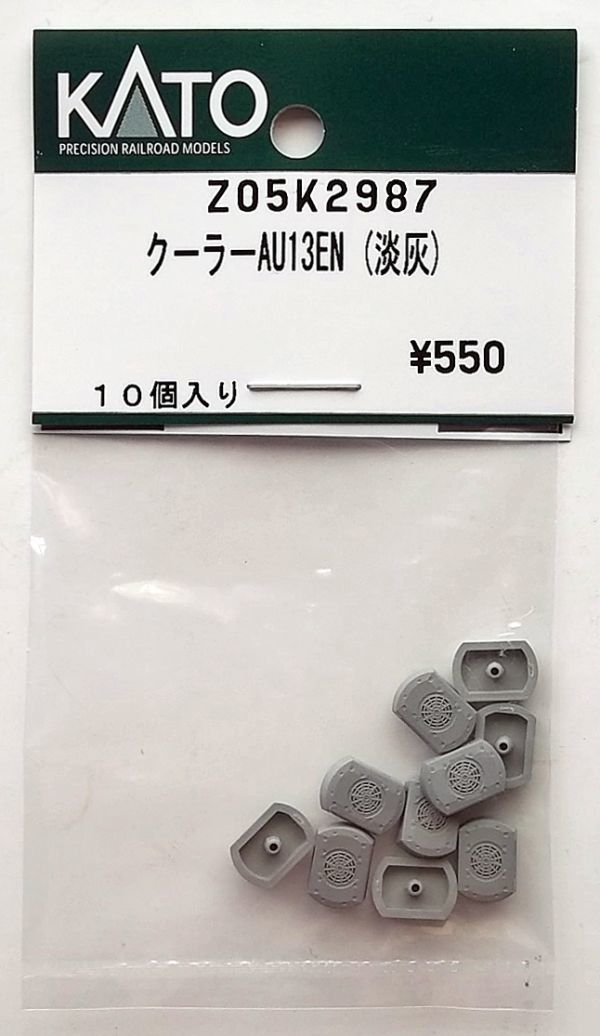 KATO
PRECISION RAILROAD MODELS
Z05K2987
クーラーAU13EN (淡灰)
¥550
10個入り